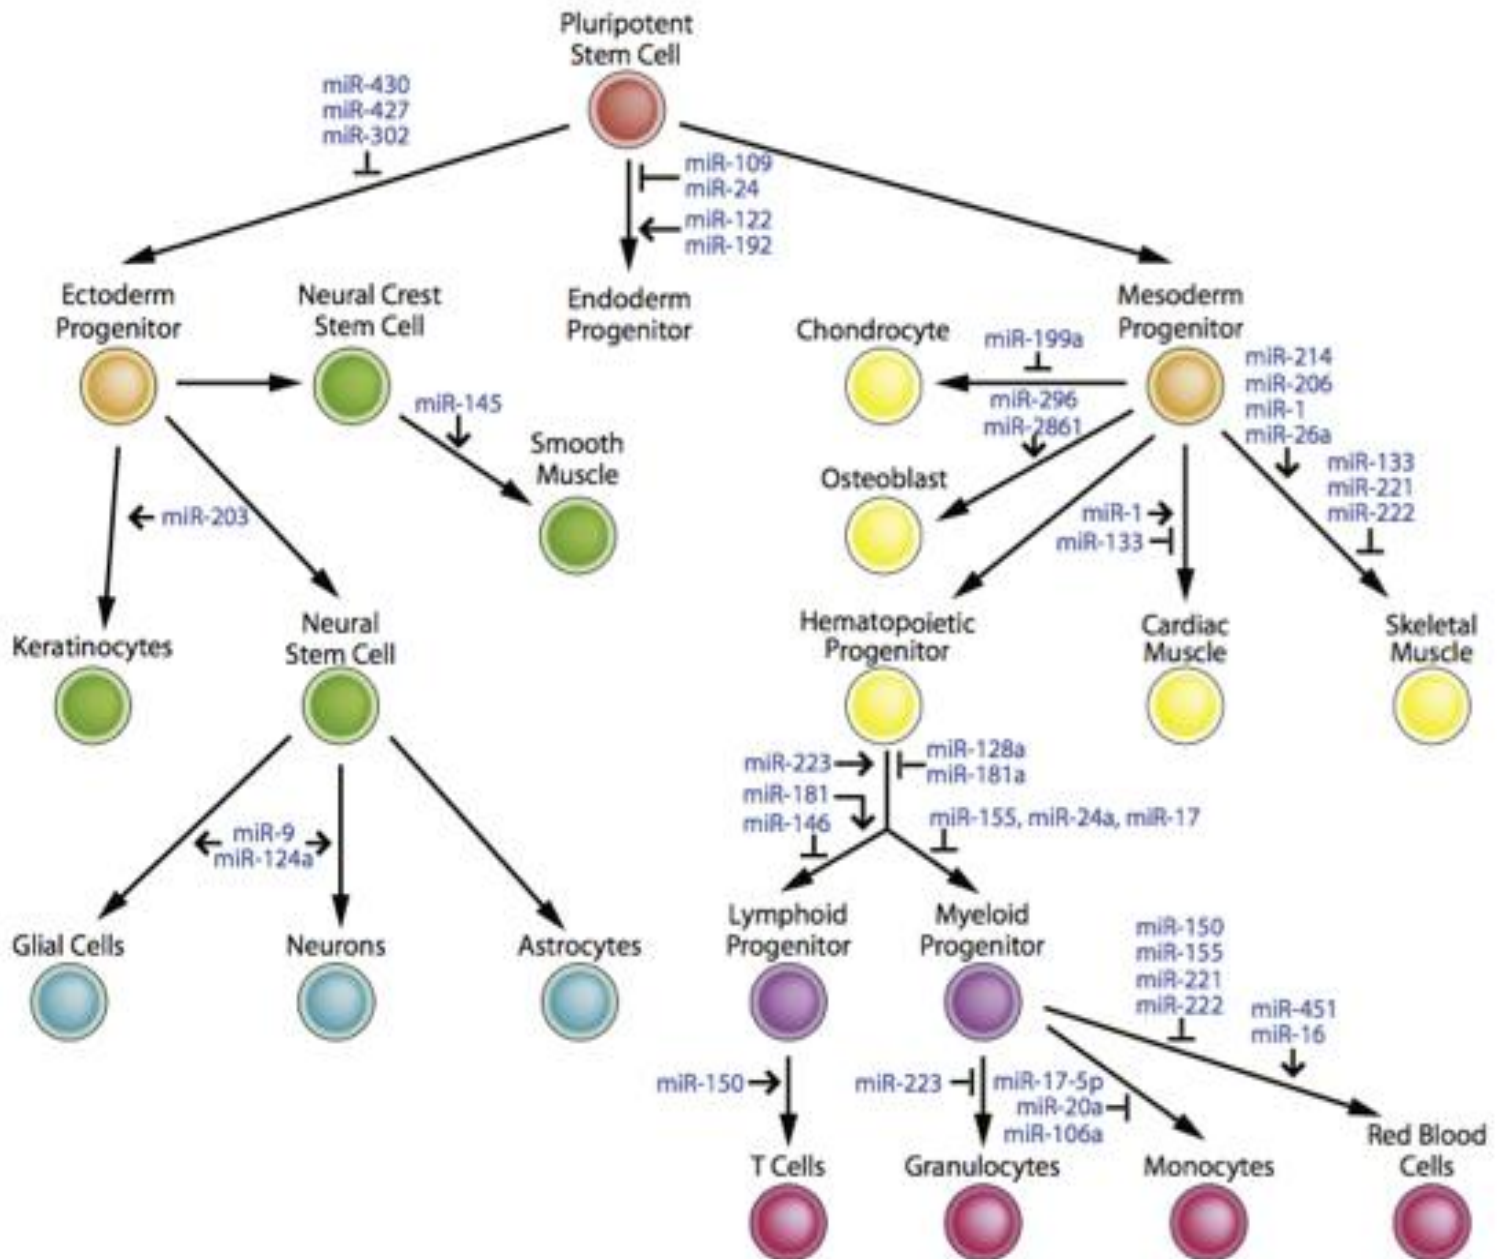 Pluripotent
Stem Cell
miR-430
miR-427
miR-302
miR-109
miR-24
miR-122
miR-192
Ectoderm
Progenitor
Neural Crest
Stem Cell
Endoderm
Progenitor
Mesoderm
Progenitor
Chondrocyte
miR-199a
miR-214
miR-206
miR-1
miR-26a
miR-296
miR-2861
miR-145
Smooth
Muscle
Osteoblast
miR-133
miR-221
miR-222
miR-203
miR-1
miR-133
Keratinocytes
Neural
Stem Cell
Hematopoietic
Progenitor
Cardiac
Muscle
Skeletal
Muscle
miR-223
miR-128a
miR-181a
miR-181
miR-146
miR-155, miR-24a, miR-17
miR-9
miR-124a
Glial Cells
Neurons
Astrocytes
Lymphoid
Progenitor
Myeloid
Progenitor
miR-150
miR-155
miR-221
miR-222
miR-451
miR-16
miR-150
miR-223
miR-17-5p
miR-20a
miR-106a
T Cells
Granulocytes
Monocytes
Red Blood
Cells